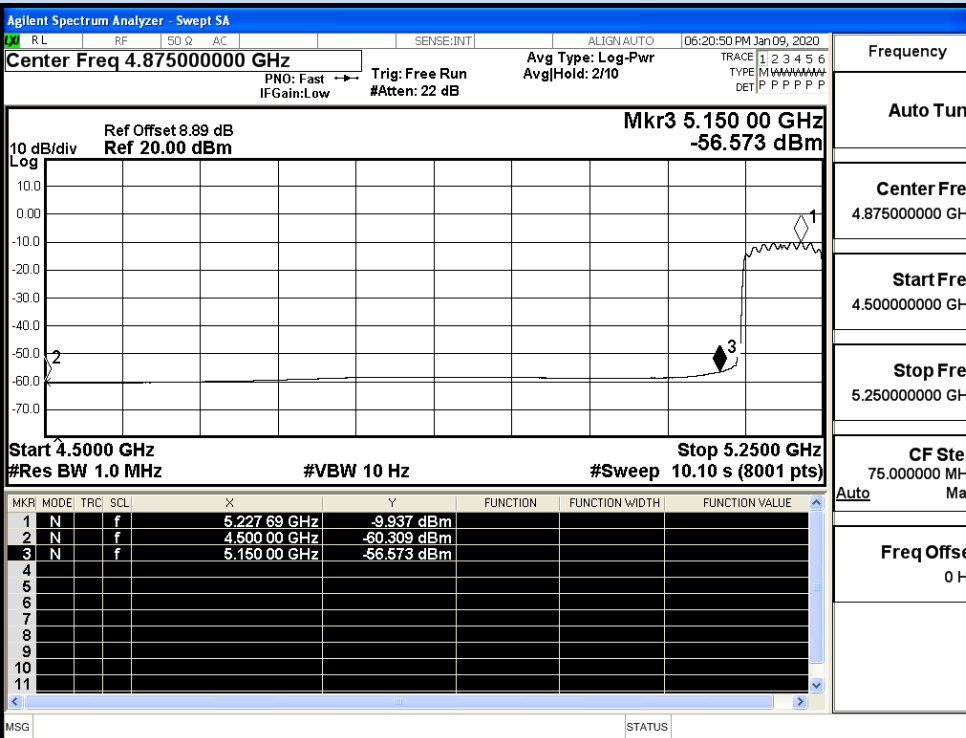 Agilent Spectrum Analyzer - Swept SA
LXI RL RF 50 Ω AC SENSE:INT ALIGN AUTO 06:20:50 PM Jan 09, 2020
Center Freq 4.875000000 GHz
PNO: Fast
IFGain:Low
Trig: Free Run
#Atten: 22 dB
Avg Type: Log-Pwr
Avg|Hold: 2/10
TRACE 1 2 3 4 5 6
TYPE M WWWWW
DET P P P P P P
Mkr3 5.150 00 GHz
-56.573 dBm
Ref Offset 8.89 dB
10 dB/div Ref 20.00 dBm
Log
10.0
0.00
-10.0
-20.0
-30.0
-40.0
-50.0
-60.0
-70.0
1
2
3
Start 4.5000 GHz Stop 5.2500 GHz
#Res BW 1.0 MHz #VBW 10 Hz #Sweep 10.10 s (8001 pts)
MKR MODE TRC SCL X Y FUNCTION FUNCTION WIDTH FUNCTION VALUE
1 N f 5.227 69 GHz -9.937 dBm
2 N f 4.500 00 GHz -60.309 dBm
3 N f 5.150 00 GHz -56.573 dBm
4
5
6
7
8
9
10
11
MSG STATUS
Frequency
Auto Tun
Center Fre
4.875000000 GH
Start Fre
4.500000000 GH
Stop Fre
5.250000000 GH
CF Ste
75.000000 MH
Auto Ma
Freq Offse
0 H